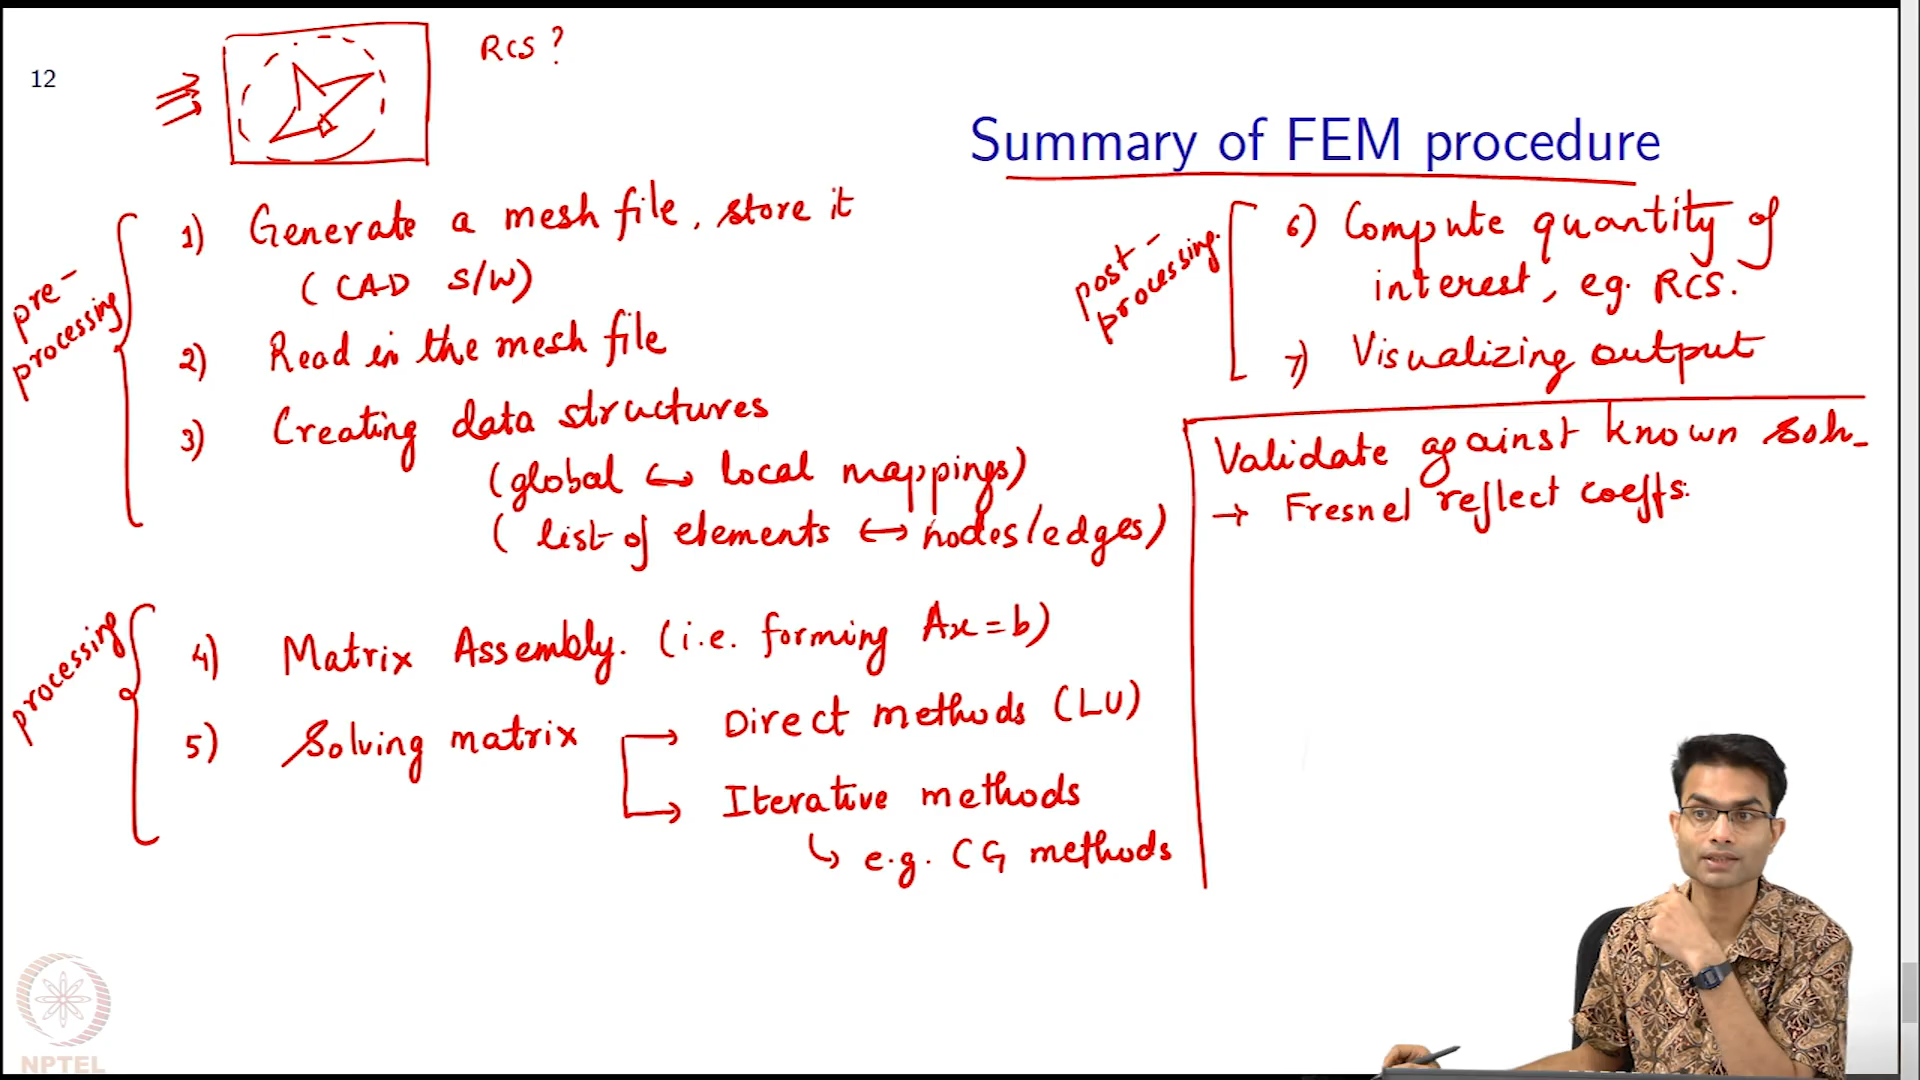 12
RCS ?
Summary of FEM procedure
pre-
processing
1) Generate a mesh file, store it
(CAD S/W)
2) Read in the mesh file
3) Creating data structures
(global ↔ local mappings)
( list of elements ↔ nodes/edges)
processing
4) Matrix Assembly. (i.e. forming Ax=b)
5) Solving matrix
Direct methods (LU)
Iterative methods
↳ e.g. CG methods
post-
processing.
6) Compute quantity of
interest, eg. RCS.
7) Visualizing output
Validate against known soln
→ Fresnel reflect coeffs.
NPTEL